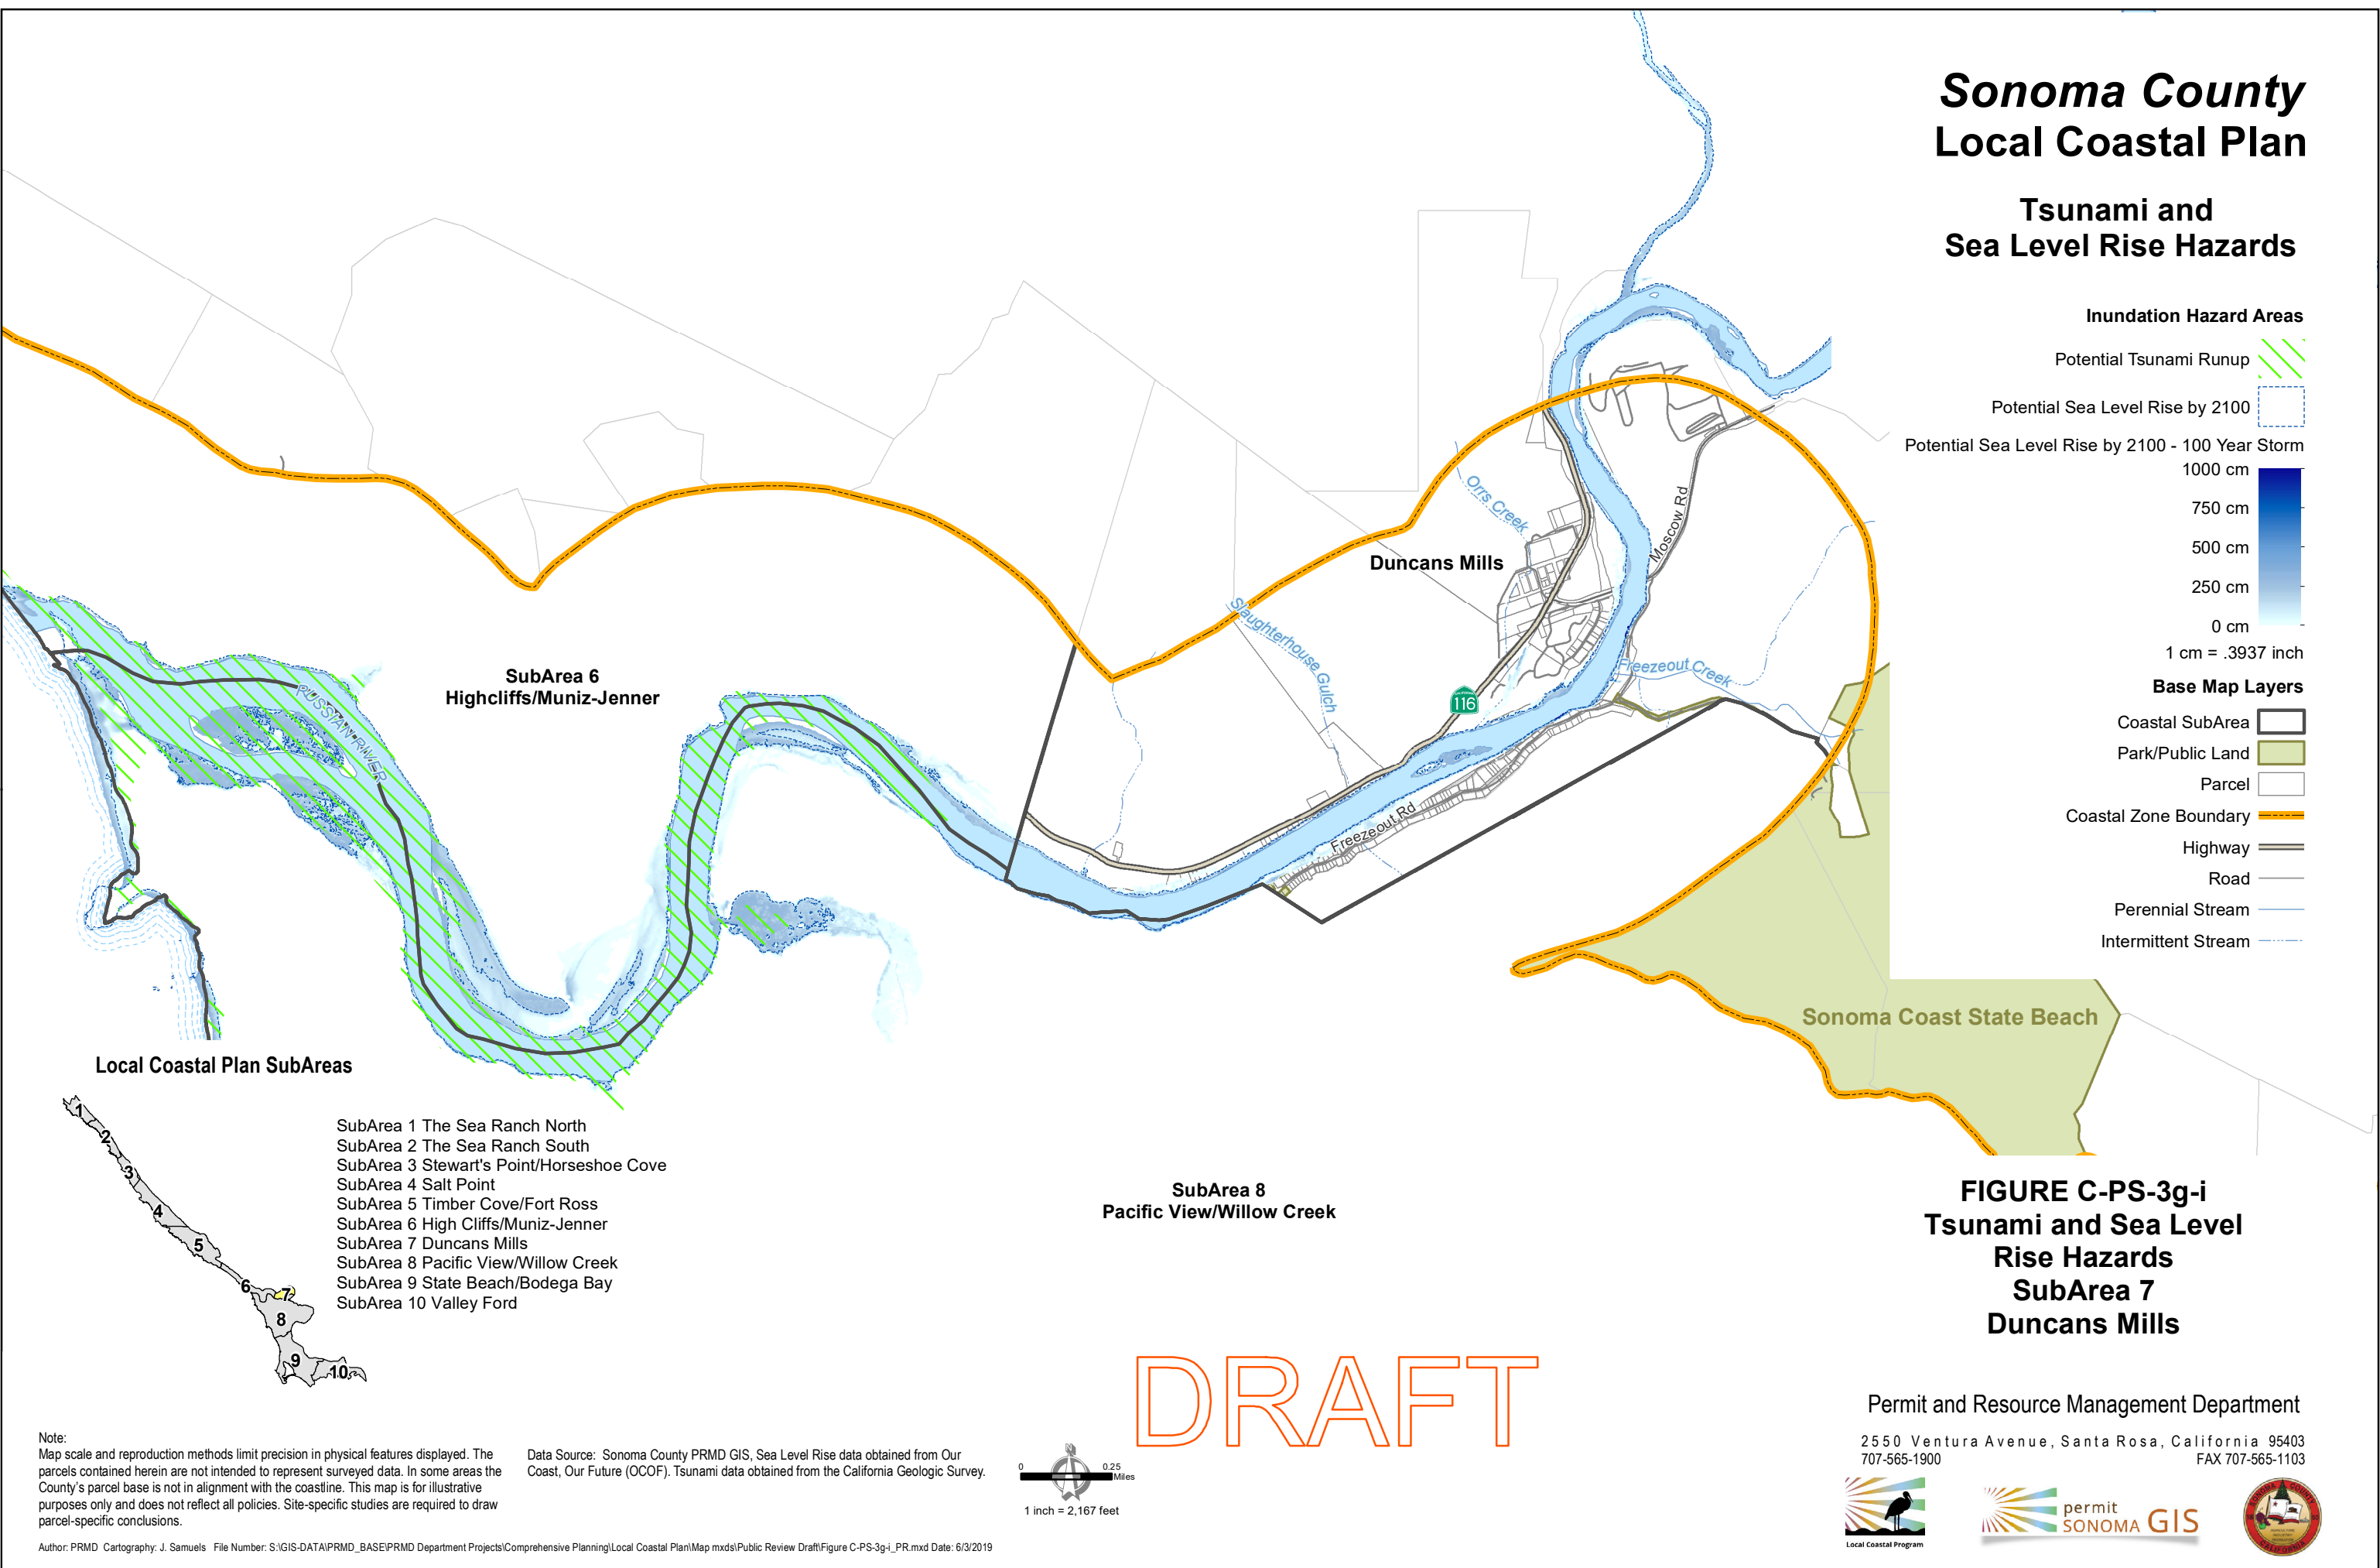 Sonoma County
Local Coastal Plan
Tsunami and
Sea Level Rise Hazards
Inundation Hazard Areas
Potential Tsunami Runup
Potential Sea Level Rise by 2100
Potential Sea Level Rise by 2100 - 100 Year Storm
1000 cm
750 cm
500 cm
250 cm
0 cm
1 cm = .3937 inch
Base Map Layers
Coastal SubArea
Park/Public Land
Parcel
Coastal Zone Boundary
Highway
Road
Perennial Stream
Intermittent Stream
Orrs Creek
Moscow Rd
Duncans Mills
Slaughterhouse Gulch
Freezeout Creek
116
Freezeout Rd
SubArea 6
Highcliffs/Muniz-Jenner
RUSSIAN RIVER
Sonoma Coast State Beach
SubArea 8
Pacific View/Willow Creek
Local Coastal Plan SubAreas
1
2
3
4
5
6
7
8
9
10
SubArea 1 The Sea Ranch North
SubArea 2 The Sea Ranch South
SubArea 3 Stewart's Point/Horseshoe Cove
SubArea 4 Salt Point
SubArea 5 Timber Cove/Fort Ross
SubArea 6 High Cliffs/Muniz-Jenner
SubArea 7 Duncans Mills
SubArea 8 Pacific View/Willow Creek
SubArea 9 State Beach/Bodega Bay
SubArea 10 Valley Ford
FIGURE C-PS-3g-i
Tsunami and Sea Level
Rise Hazards
SubArea 7
Duncans Mills
DRAFT
Note:
Map scale and reproduction methods limit precision in physical features displayed. The
parcels contained herein are not intended to represent surveyed data. In some areas the
County's parcel base is not in alignment with the coastline. This map is for illustrative
purposes only and does not reflect all policies. Site-specific studies are required to draw
parcel-specific conclusions.
Data Source: Sonoma County PRMD GIS, Sea Level Rise data obtained from Our
Coast, Our Future (OCOF). Tsunami data obtained from the California Geologic Survey.
0 0.25
Miles
1 inch = 2,167 feet
Author: PRMD Cartography: J. Samuels File Number: S:\GIS-DATA\PRMD_BASE\PRMD Department Projects\Comprehensive Planning\Local Coastal Plan\Map mxds\Public Review Draft\Figure C-PS-3g-i_PR.mxd Date: 6/3/2019
Permit and Resource Management Department
2550 Ventura Avenue, Santa Rosa, California 95403
707-565-1900 FAX 707-565-1103
Local Coastal Program
permit
SONOMA GIS
SONOMA COUNTY
CALIFORNIA